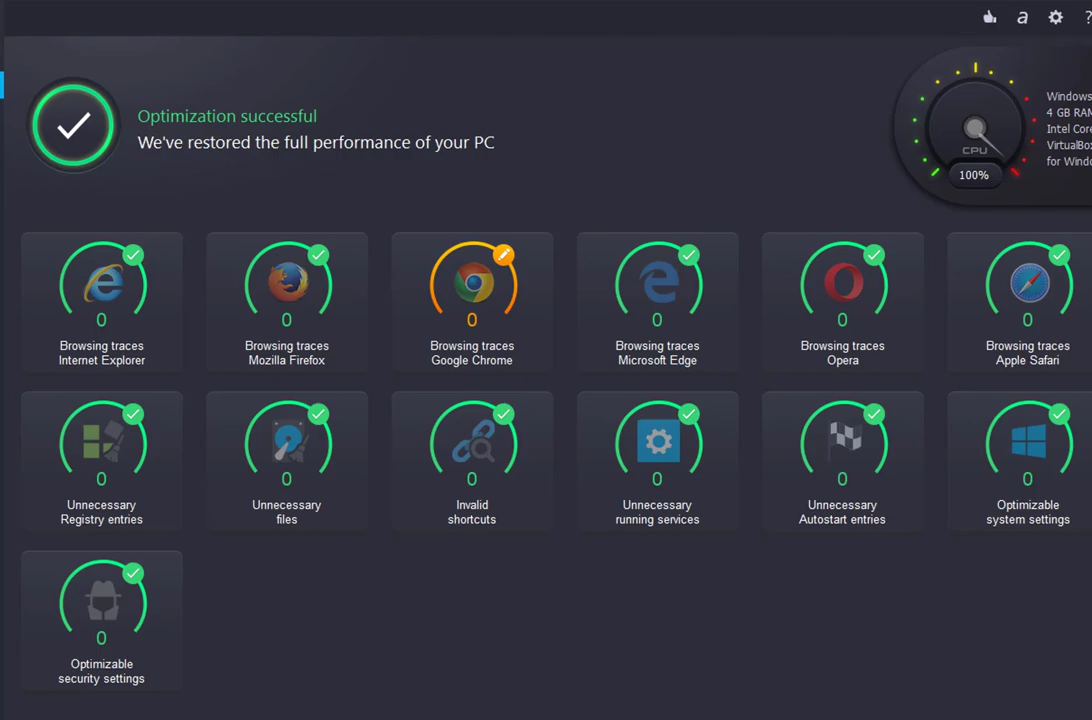 a
?
Optimization successful
We've restored the full performance of your PC
CPU
100%
Windows
4 GB RAM
Intel Core
VirtualBox
for Windo
0
Browsing traces
Internet Explorer
0
Browsing traces
Mozilla Firefox
0
Browsing traces
Google Chrome
0
Browsing traces
Microsoft Edge
0
Browsing traces
Opera
0
Browsing traces
Apple Safari
0
Unnecessary
Registry entries
0
Unnecessary
files
0
Invalid
shortcuts
0
Unnecessary
running services
0
Unnecessary
Autostart entries
0
Optimizable
system settings
0
Optimizable
security settings